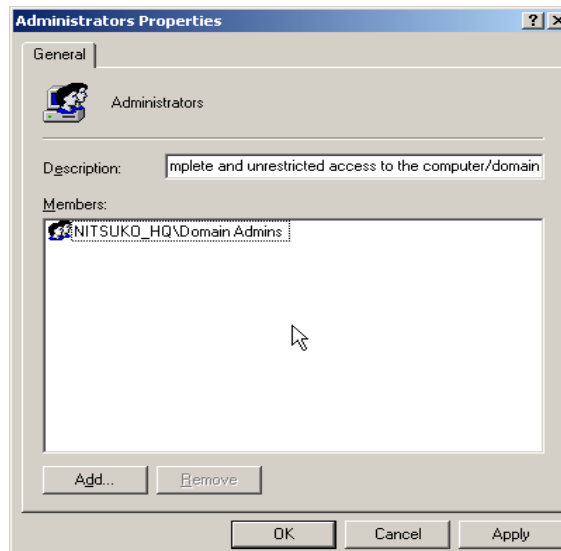 Administrators Properties
General
Administrators
Description: mplete and unrestricted access to the computer/domain
Members:
NITSUKO_HQ\Domain Admins
Add... Remove
OK Cancel Apply